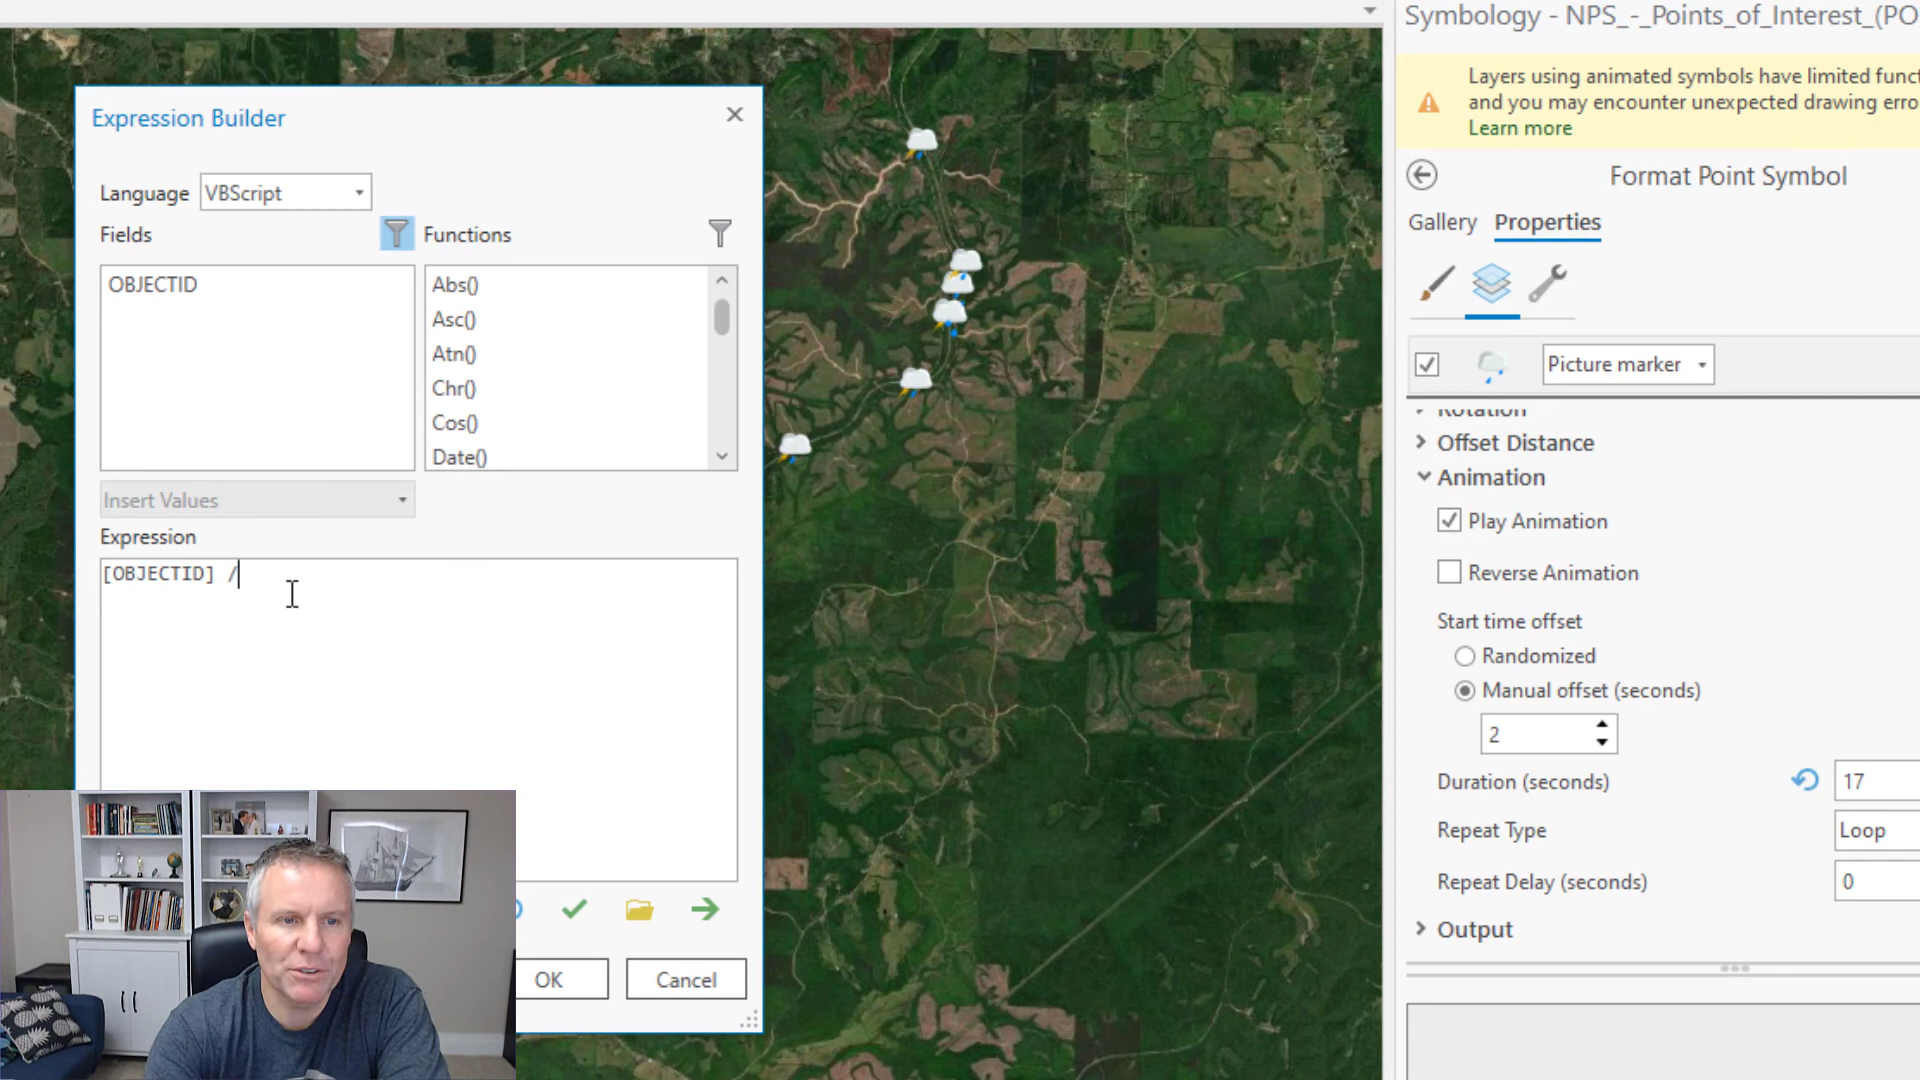 Symbology - NPS_-_Points_of_Interest_(PO
Layers using animated symbols have limited funct
and you may encounter unexpected drawing erro
Learn more
Format Point Symbol
Gallery Properties
Picture marker
Rotation
Offset Distance
Animation
Play Animation
Reverse Animation
Start time offset
Randomized
Manual offset (seconds)
2
Duration (seconds) 17
Repeat Type Loop
Repeat Delay (seconds) 0
Output
Expression Builder
Language VBScript
Fields Functions
OBJECTID
Abs()
Asc()
Atn()
Chr()
Cos()
Date()
Insert Values
Expression
[OBJECTID] /
OK Cancel